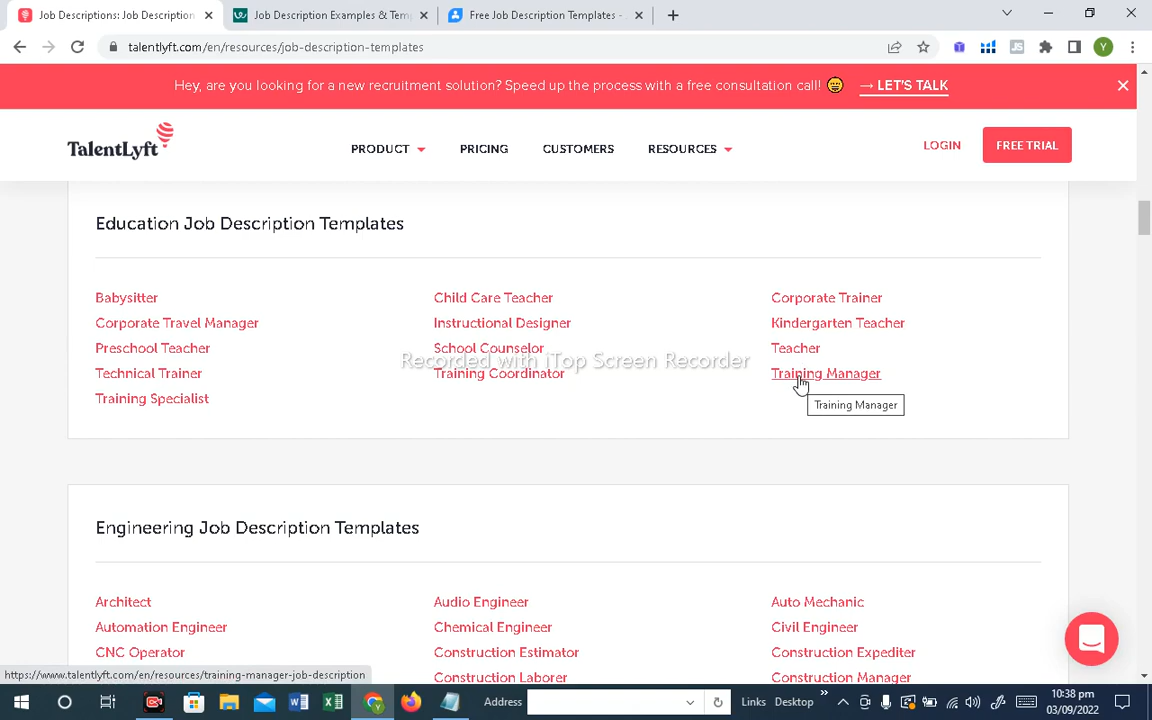 Job Descriptions: Job Description
Job Description Examples & Temp
Free Job Description Templates -
talentlyft.com/en/resources/job-description-templates
Y
Hey, are you looking for a new recruitment solution? Speed up the process with a free consultation call! 😁 → LET'S TALK
TalentLyft
PRODUCT
PRICING
CUSTOMERS
RESOURCES
LOGIN
FREE TRIAL
Education Job Description Templates
Babysitter
Child Care Teacher
Corporate Trainer
Corporate Travel Manager
Instructional Designer
Kindergarten Teacher
Preschool Teacher
School Counselor
Teacher
Recorded with iTop Screen Recorder
Technical Trainer
Training Coordinator
Training Manager
Training Specialist
Training Manager
Engineering Job Description Templates
Architect
Audio Engineer
Auto Mechanic
Automation Engineer
Chemical Engineer
Civil Engineer
CNC Operator
Construction Estimator
Construction Expediter
Construction Laborer
Construction Manager
https://www.talentlyft.com/en/resources/training-manager-job-description
Address
Links
Desktop
10:38 pm
03/09/2022